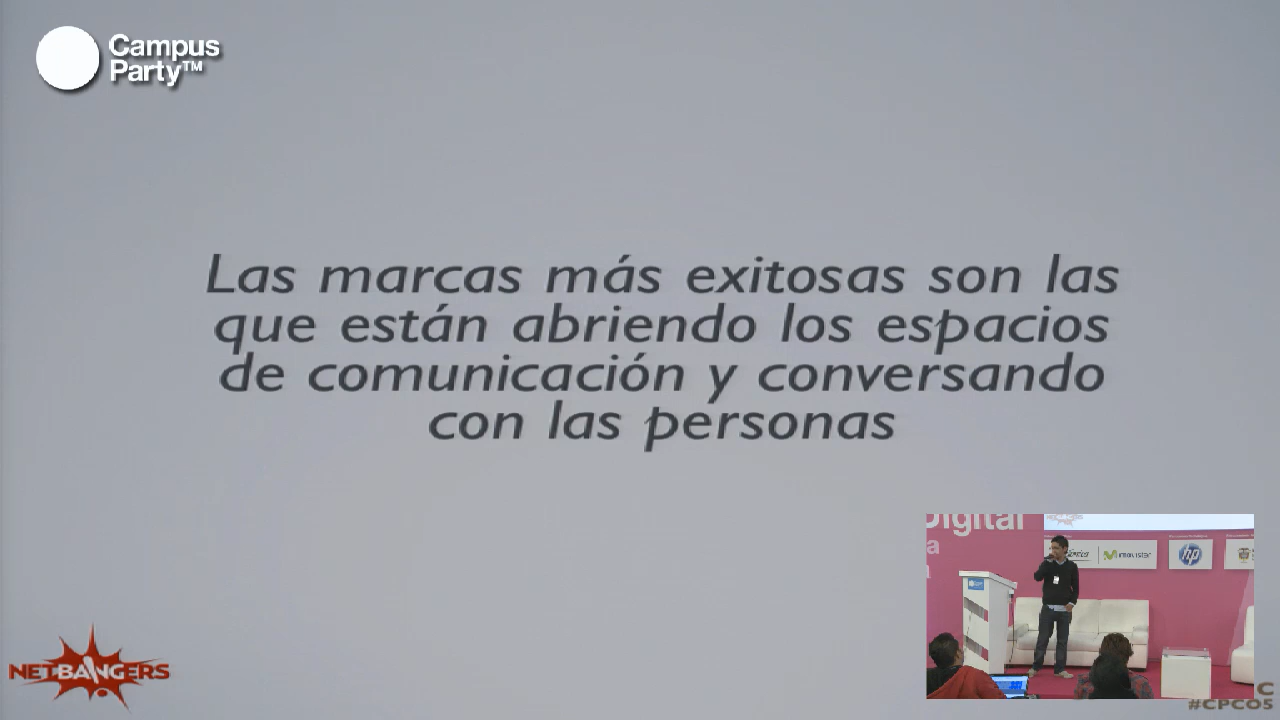 Campus
Party™
Las marcas más exitosas son las
que están abriendo los espacios
de comunicación y conversando
con las personas
Digital
a
movistar
hp
NETBANGERS
C
#CPCO5